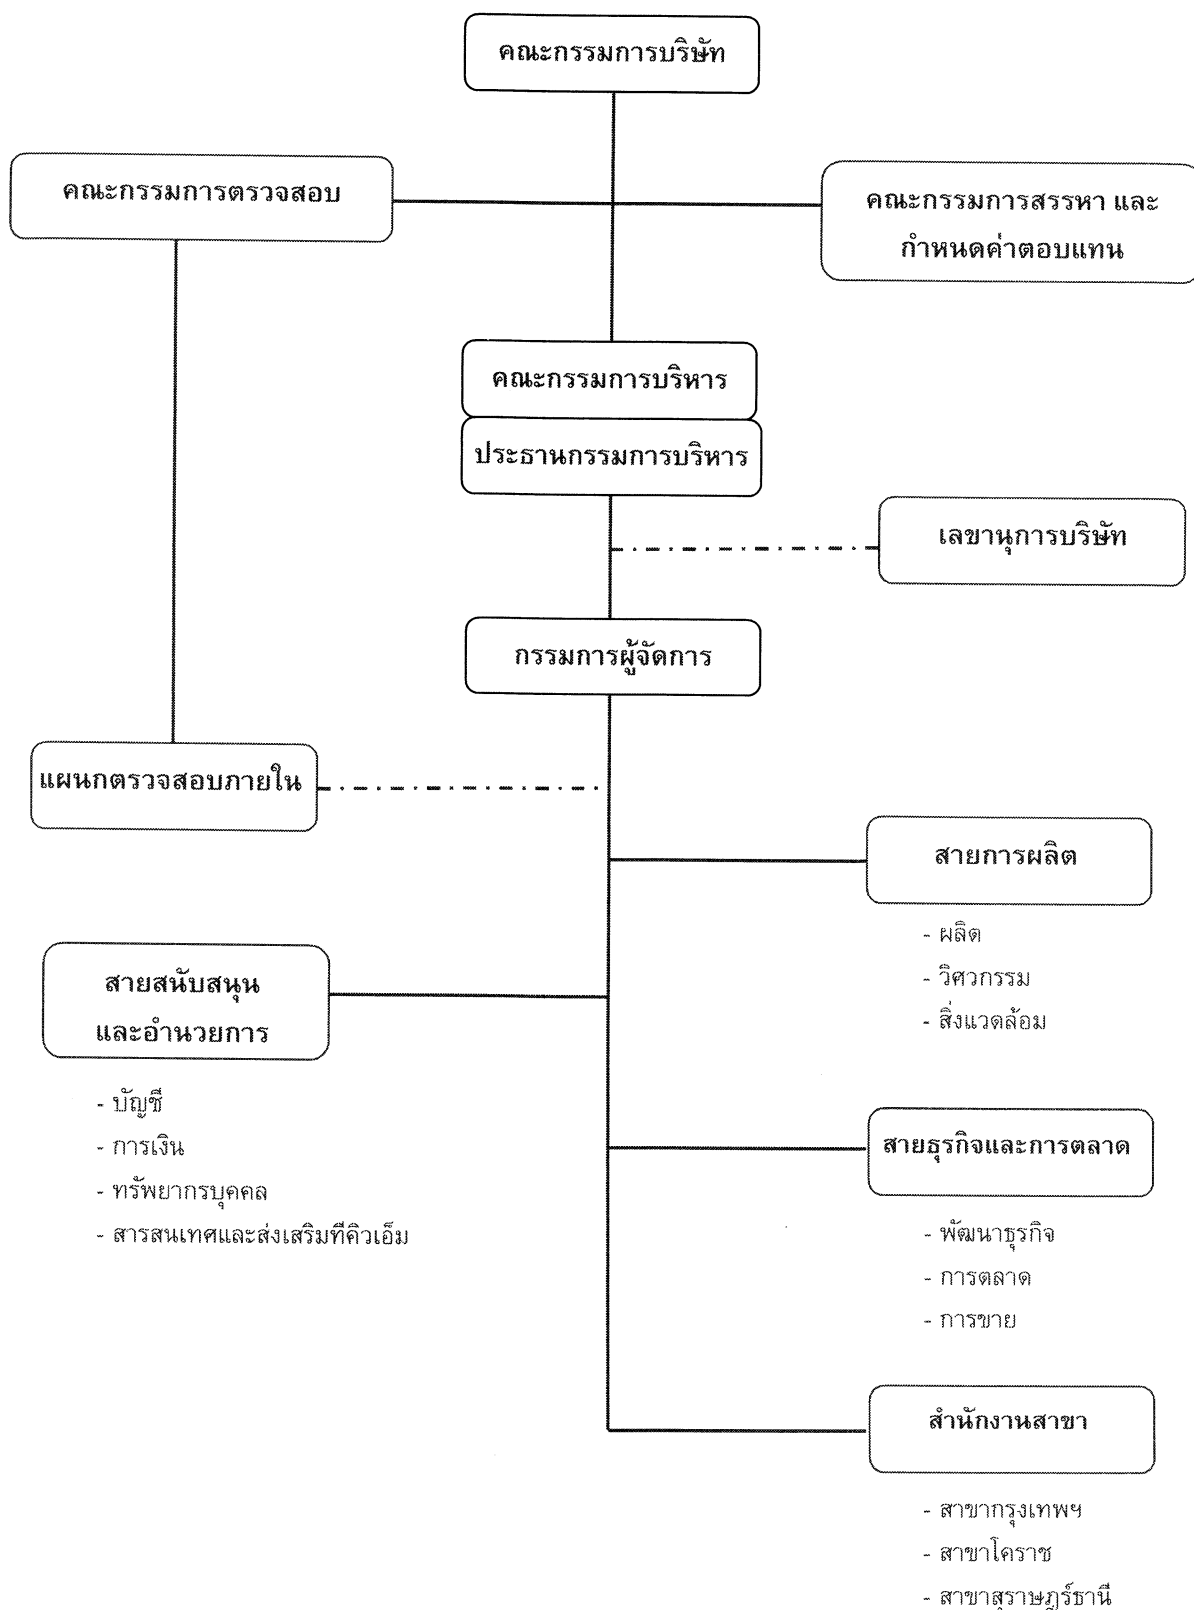 คณะกรรมการบริษัท
คณะกรรมการตรวจสอบ
คณะกรรมการสรรหา และ
กำหนดค่าตอบแทน
คณะกรรมการบริหาร
ประธานกรรมการบริหาร
เลขานุการบริษัท
กรรมการผู้จัดการ
แผนกตรวจสอบภายใน
สายการผลิต
- ผลิต
- วิศวกรรม
- สิ่งแวดล้อม
สายสนับสนุน
และอำนวยการ
- บัญชี
- การเงิน
- ทรัพยากรบุคคล
- สารสนเทศและส่งเสริมทีคิวเอ็ม
สายธุรกิจและการตลาด
- พัฒนาธุรกิจ
- การตลาด
- การขาย
สำนักงานสาขา
- สาขากรุงเทพฯ
- สาขาโคราช
- สาขาสุราษฎร์ธานี